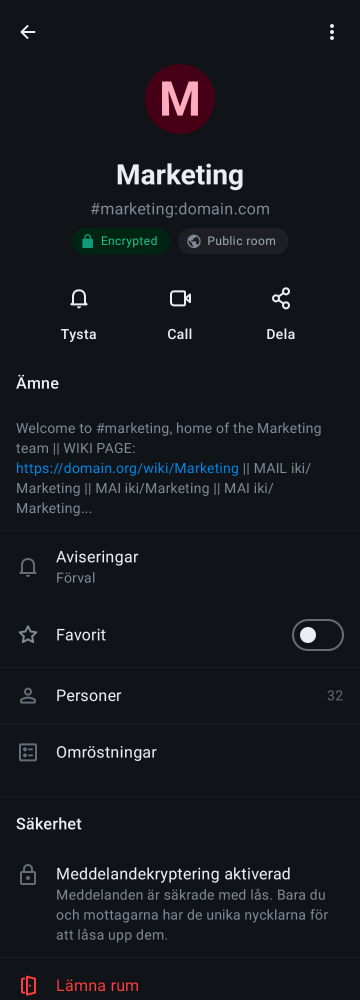 M
Marketing
#marketing:domain.com
Encrypted
Public room
Tysta
Call
Dela
Ämne
Welcome to #marketing, home of the Marketing
team || WIKI PAGE:
https://domain.org/wiki/Marketing || MAIL iki/
Marketing || MAI iki/Marketing || MAI iki/
Marketing...
Aviseringar
Förval
Favorit
Personer 32
Omröstningar
Säkerhet
Meddelandekryptering aktiverad
Meddelanden är säkrade med lås. Bara du
och mottagarna har de unika nycklarna för
att låsa upp dem.
Lämna rum